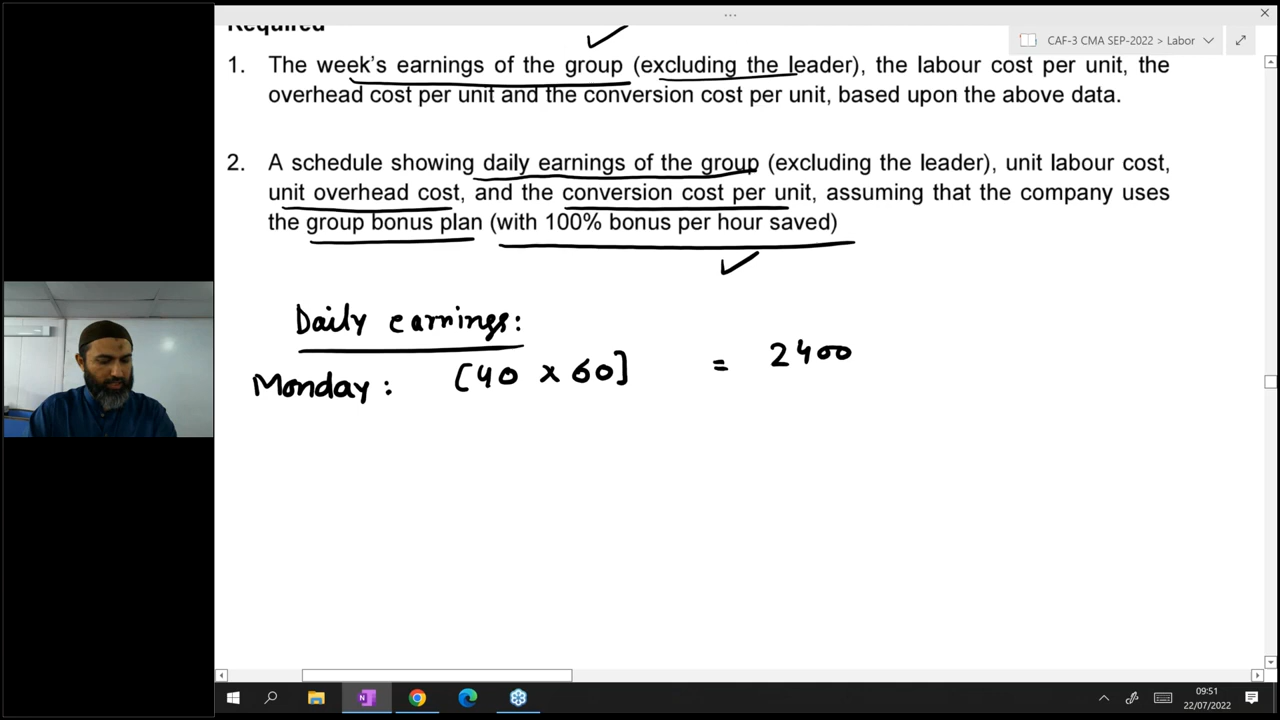 Required
CAF-3 CMA SEP-2022 > Labor
1. The week's earnings of the group (excluding the leader), the labour cost per unit, the
overhead cost per unit and the conversion cost per unit, based upon the above data.
2. A schedule showing daily earnings of the group (excluding the leader), unit labour cost,
unit overhead cost, and the conversion cost per unit, assuming that the company uses
the group bonus plan (with 100% bonus per hour saved)
Daily earnings:
Monday: [40 x 60] = 2400
09:51
22/07/2022